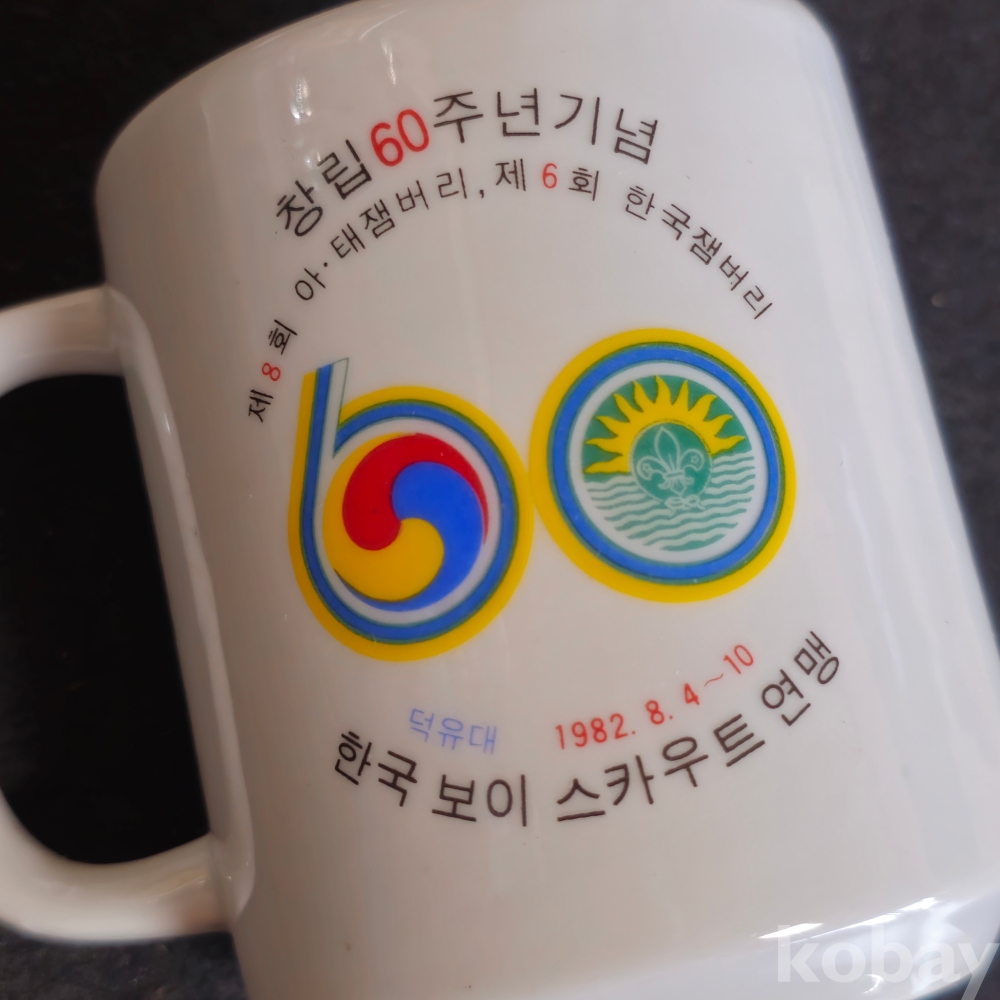 창립60주년기념
제8회 아·태잼버리, 제6회 한국잼버리
60
덕유대 1982. 8. 4~10
한국 보이 스카우트 연맹
kobay